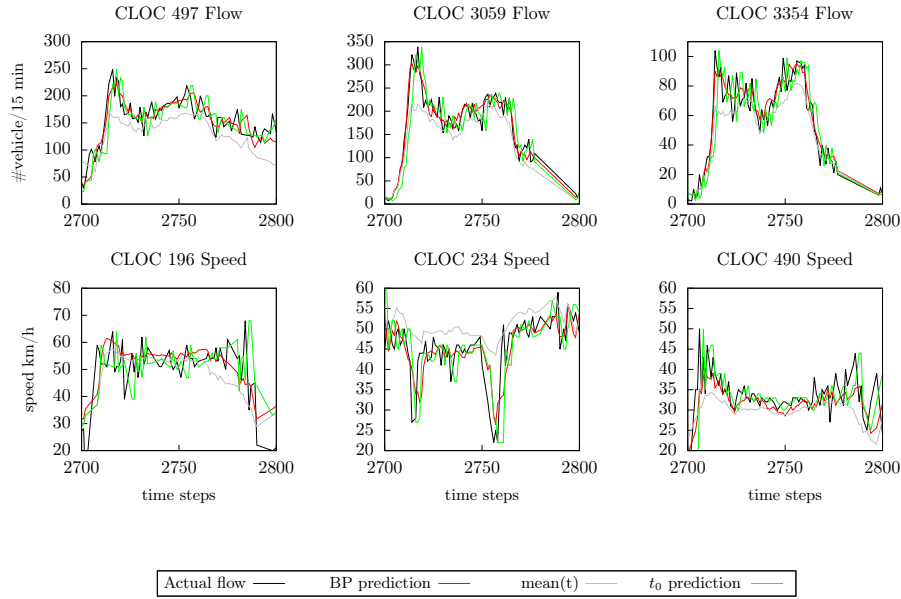 CLOC 497 Flow
CLOC 3059 Flow
CLOC 3354 Flow
#vehicle/15 min
300
250
200
150
100
50
0
2700 2750 2800
350
300
250
200
150
100
50
0
2700 2750 2800
100
80
60
40
20
0
2700 2750 2800
CLOC 196 Speed
CLOC 234 Speed
CLOC 490 Speed
speed km/h
80
70
60
50
40
30
20
2700 2750 2800
time steps
55
50
45
40
35
30
25
20
2700 2750 2800
time steps
60
55
50
45
40
35
30
25
20
2700 2750 2800
time steps
Actual flow BP prediction mean(t) t₀ prediction